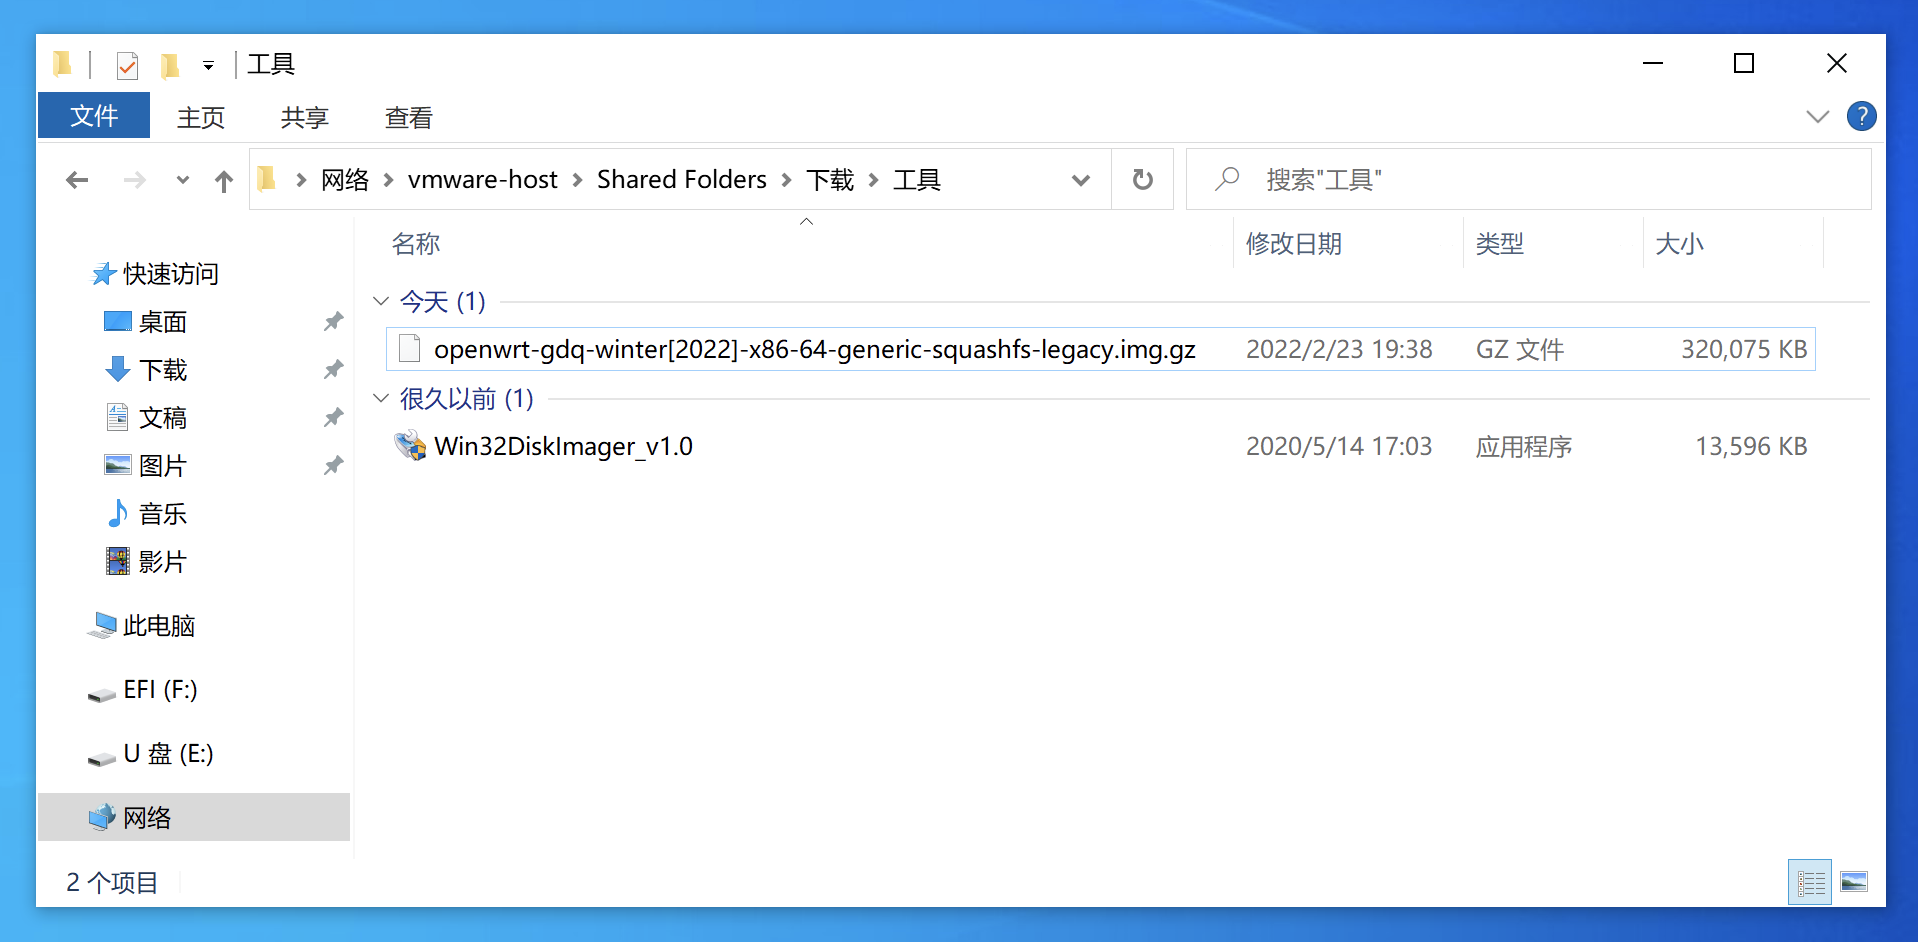 工具
文件 主页 共享 查看
网络 vmware-host Shared Folders 下载 工具 搜索"工具"
名称 修改日期 类型 大小
快速访问
桌面
下载
文稿
图片
音乐
影片
此电脑
EFI (F:)
U 盘 (E:)
网络
今天 (1)
openwrt-gdq-winter[2022]-x86-64-generic-squashfs-legacy.img.gz 2022/2/23 19:38 GZ 文件 320,075 KB
很久以前 (1)
Win32DiskImager_v1.0 2020/5/14 17:03 应用程序 13,596 KB
2 个项目